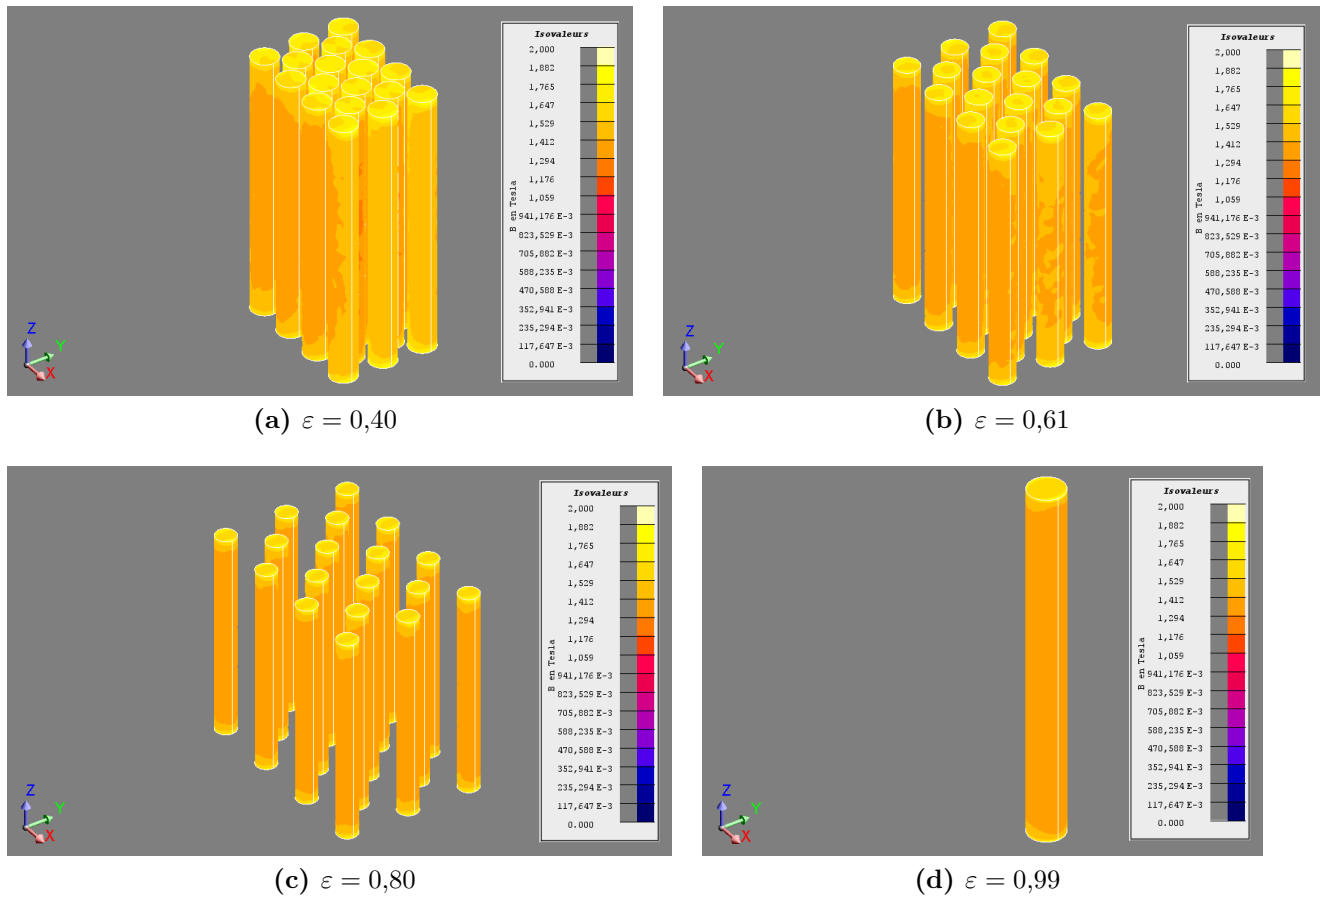 Isovaleurs
2,000
1,882
1,765
1,647
1,529
1,412
1,294
1,176
1,059
941,176 E-3
823,529 E-3
705,882 E-3
588,235 E-3
470,588 E-3
352,941 E-3
235,294 E-3
117,647 E-3
0.000
B en Tesla
Z
Y
X
(a) ε = 0,40
Isovaleurs
2,000
1,882
1,765
1,647
1,529
1,412
1,294
1,176
1,059
941,176 E-3
823,529 E-3
705,882 E-3
588,235 E-3
470,588 E-3
352,941 E-3
235,294 E-3
117,647 E-3
0.000
B en Tesla
Z
Y
X
(b) ε = 0,61
Isovaleurs
2,000
1,882
1,765
1,647
1,529
1,412
1,294
1,176
1,059
941,176 E-3
823,529 E-3
705,882 E-3
588,235 E-3
470,588 E-3
352,941 E-3
235,294 E-3
117,647 E-3
0.000
B en Tesla
Z
Y
X
(c) ε = 0,80
Isovaleurs
2,000
1,882
1,765
1,647
1,529
1,412
1,294
1,176
1,059
941,176 E-3
823,529 E-3
705,882 E-3
588,235 E-3
470,588 E-3
352,941 E-3
235,294 E-3
117,647 E-3
0.000
B en Tesla
Z
Y
X
(d) ε = 0,99